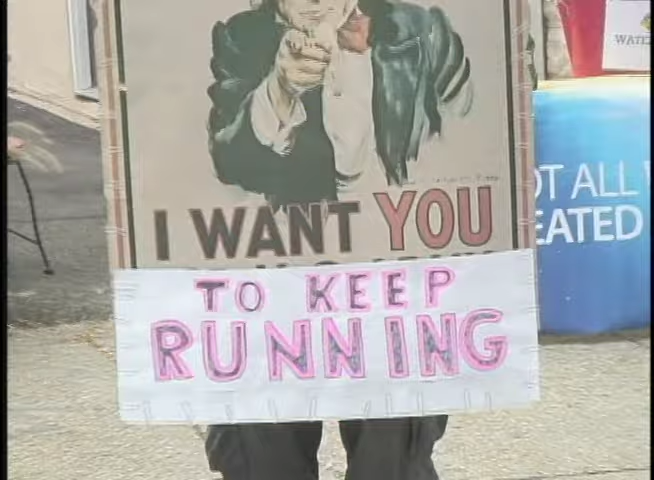 I WANT YOU
TO KEEP
RUNNING
OT ALL
EATED